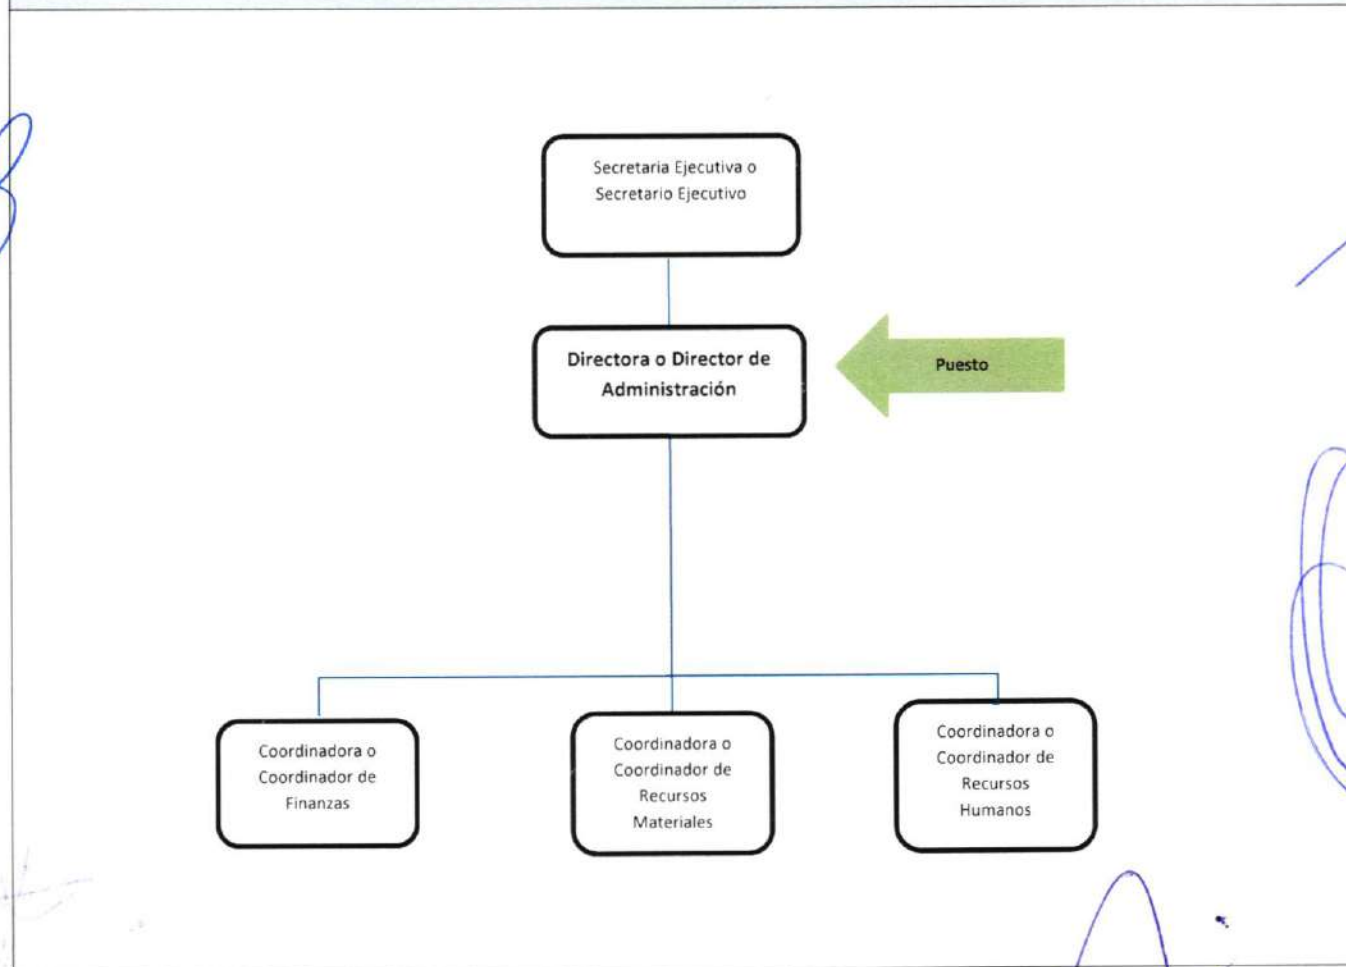 Secretaria Ejecutiva o
Secretario Ejecutivo
Directora o Director de
Administración
Puesto
Coordinadora o
Coordinador de
Finanzas
Coordinadora o
Coordinador de
Recursos
Materiales
Coordinadora o
Coordinador de
Recursos
Humanos